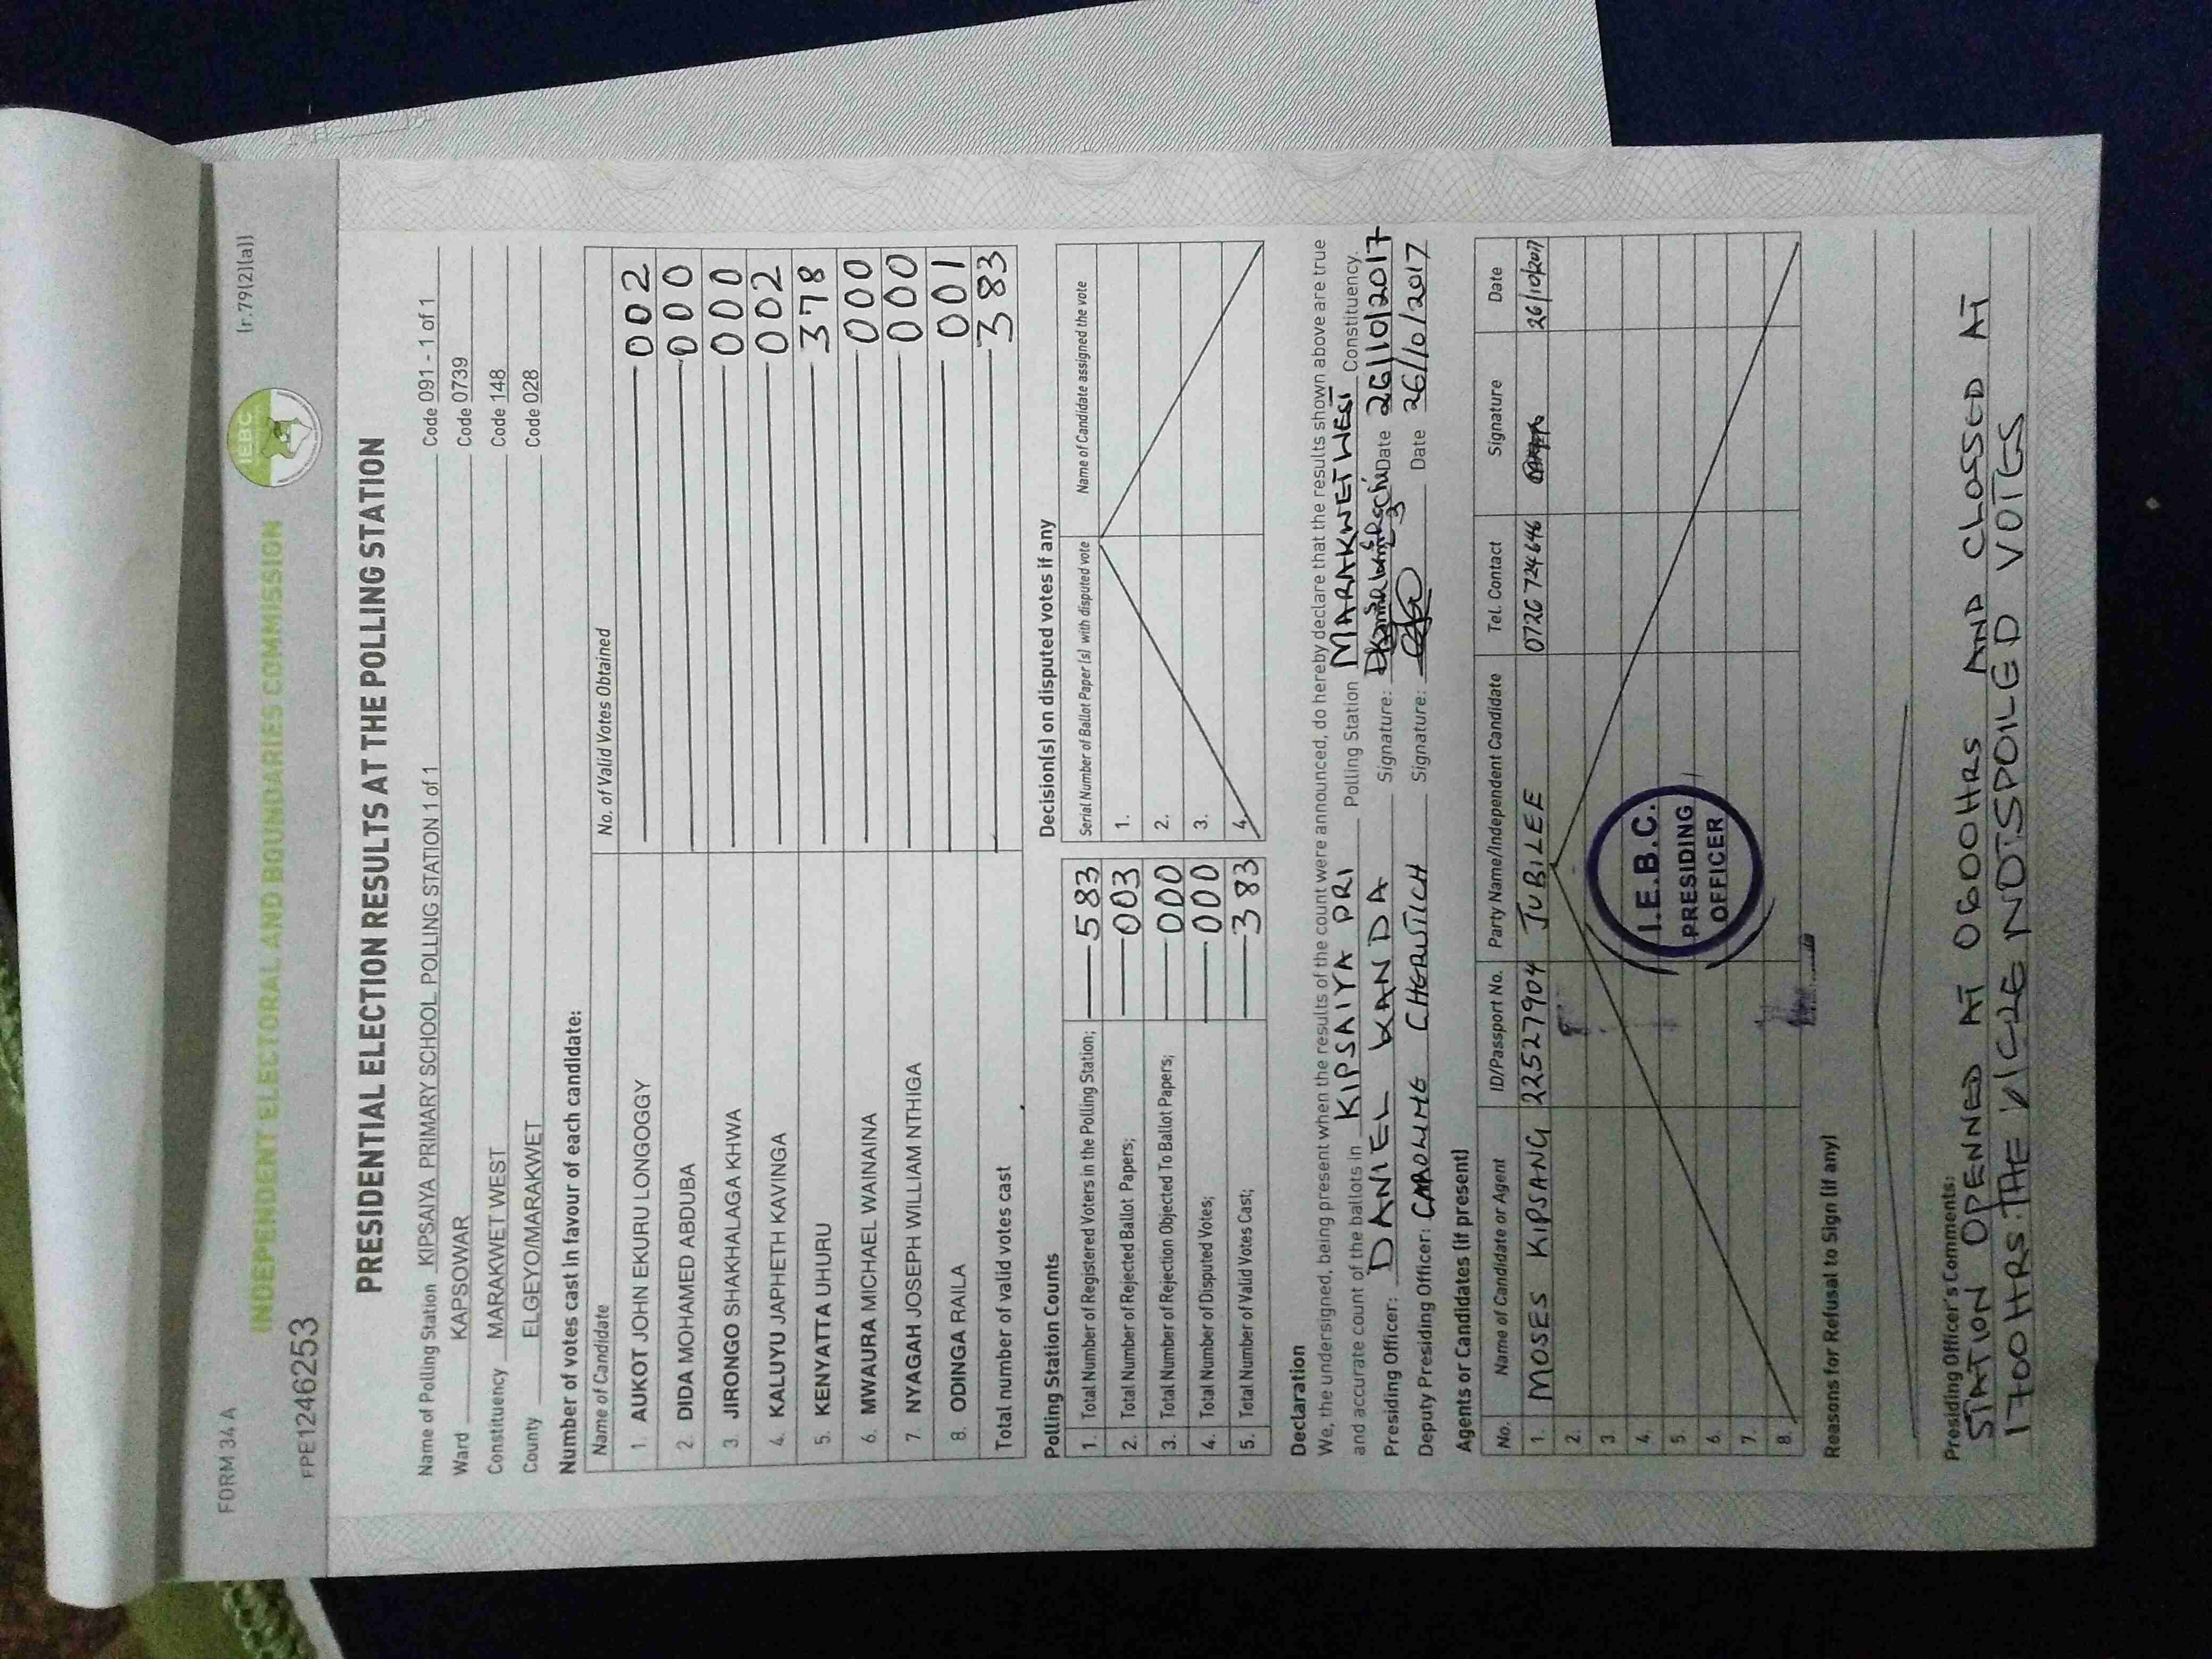 FORM 34 A
(r.79(2)(a))
INDEPENDENT ELECTORAL AND BOUNDARIES COMMISSION
IEBC
FPE1246253
PRESIDENTIAL ELECTION RESULTS AT THE POLLING STATION
Name of Polling Station KIPSAIYA PRIMARY SCHOOL POLLING STATION 1 of 1 Code 091 - 1 of 1
Ward KAPSOWAR Code 0739
Constituency MARAKWET WEST Code 148
County ELGEYO/MARAKWET Code 028
Number of votes cast in favour of each candidate:
Name of Candidate No. of Valid Votes Obtained
1. AUKOT JOHN EKURU LONGOGGY 002
2. DIDA MOHAMED ABDUBA 000
3 JIRONGO SHAKHALAGA KHWA 000
4. KALUYU JAPHETH KAVINGA 002
5. KENYATTA UHURU 378
6. MWAURA MICHAEL WAINAINA 000
7. NYAGAH JOSEPH WILLIAM NTHIGA 000
8. ODINGA RAILA 001
Total number of valid votes cast 383
Polling Station Counts
1. Total Number of Registered Voters in the Polling Station; 583
2. Total Number of Rejected Ballot Papers; 003
3. Total Number of Rejection Objected To Ballot Papers; 000
4. Total Number of Disputed Votes; 000
5. Total Number of Valid Votes Cast; 383
Decision(s) on disputed votes if any
Serial Number of Ballot Paper (s) with disputed vote Name of Candidate assigned the vote
1.
2.
3.
4.
Declaration
We, the undersigned, being present when the results of the count were announced, do hereby declare that the results shown above are true
and accurate count of the ballots in KIPSAIYA PRI Polling Station MARAKWET WEST Constituency.
Presiding Officer: DANIEL KANDA Signature: Date 26/10/2017
Deputy Presiding Officer: CAROLINE CHERUTICH Signature: Date 26/10/2017
Agents or Candidates (if present)
No. Name of Candidate or Agent ID/Passport No. Party Name/Independent Candidate Tel. Contact Signature Date
1. MOSES KIPSANG 22527904 JUBILEE 0726724646 26/10/2017
2.
3.
4.
5.
6.
7.
8.
I.E.B.C.
PRESIDING
OFFICER
Reasons for Refusal to Sign (if any)
Presiding Officer's Comments:
STATION OPENNED AT 0600HRS AND CLOSSED AT
1700HRS. THE NOT SPOILED VOTES